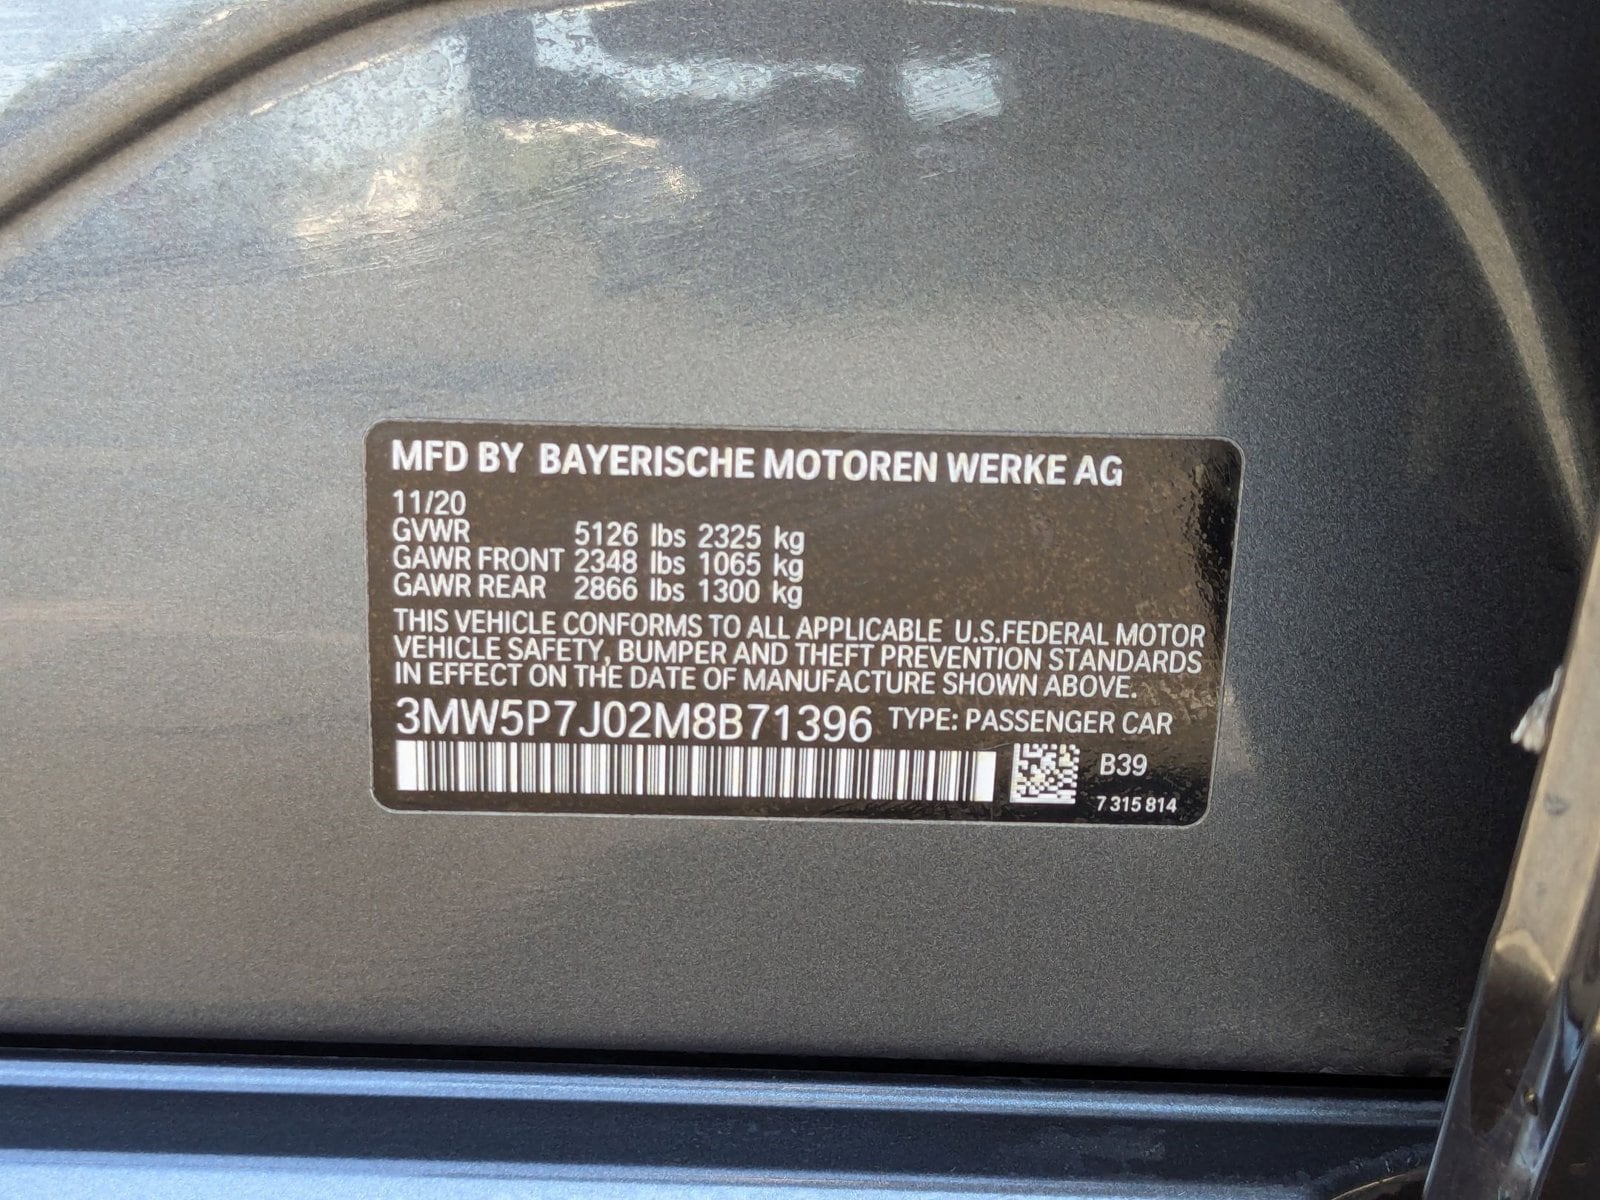 MFD BY BAYERISCHE MOTOREN WERKE AG
11/20
GVWR 5126 lbs 2325 kg
GAWR FRONT 2348 lbs 1065 kg
GAWR REAR 2866 lbs 1300 kg
THIS VEHICLE CONFORMS TO ALL APPLICABLE U.S.FEDERAL MOTOR
VEHICLE SAFETY, BUMPER AND THEFT PREVENTION STANDARDS
IN EFFECT ON THE DATE OF MANUFACTURE SHOWN ABOVE.
3MW5P7J02M8B71396 TYPE: PASSENGER CAR
B39
7 315 814